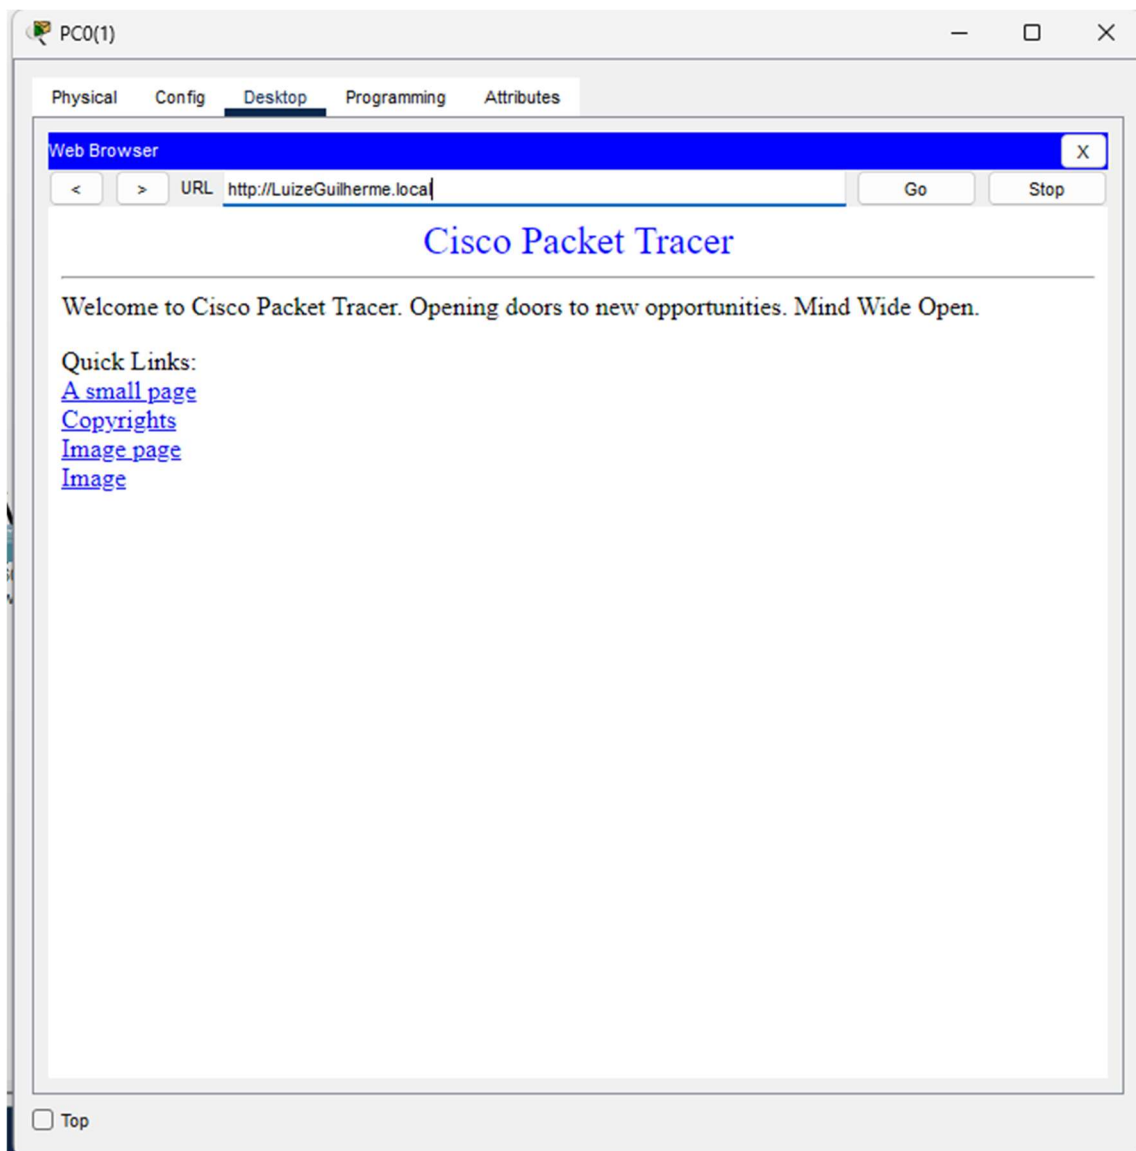 PC0(1)
Physical Config Desktop Programming Attributes
Web Browser X
< > URL http://LuizeGuilherme.local Go Stop
Cisco Packet Tracer
Welcome to Cisco Packet Tracer. Opening doors to new opportunities. Mind Wide Open.
Quick Links:
A small page
Copyrights
Image page
Image
Top